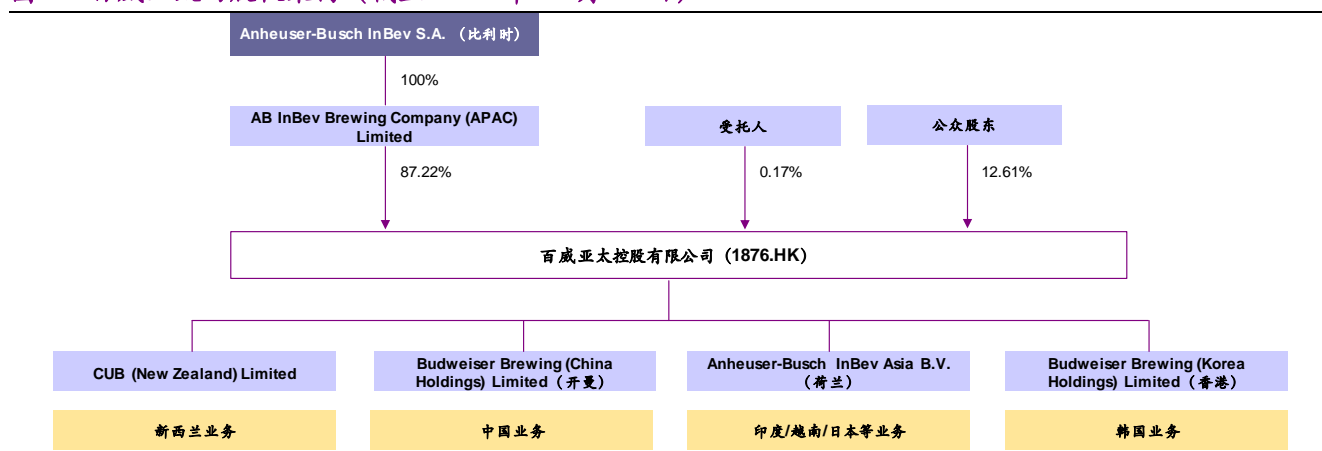 Anheuser-Busch InBev S.A. （比利时）
100%
AB InBev Brewing Company (APAC)
Limited
受托人
公众股东
87.22%
0.17%
12.61%
百威亚太控股有限公司（1876.HK）
CUB (New Zealand) Limited
Budweiser Brewing (China
Holdings) Limited（开曼）
Anheuser-Busch InBev Asia B.V.
（荷兰）
Budweiser Brewing (Korea
Holdings) Limited（香港）
新西兰业务
中国业务
印度/越南/日本等业务
韩国业务